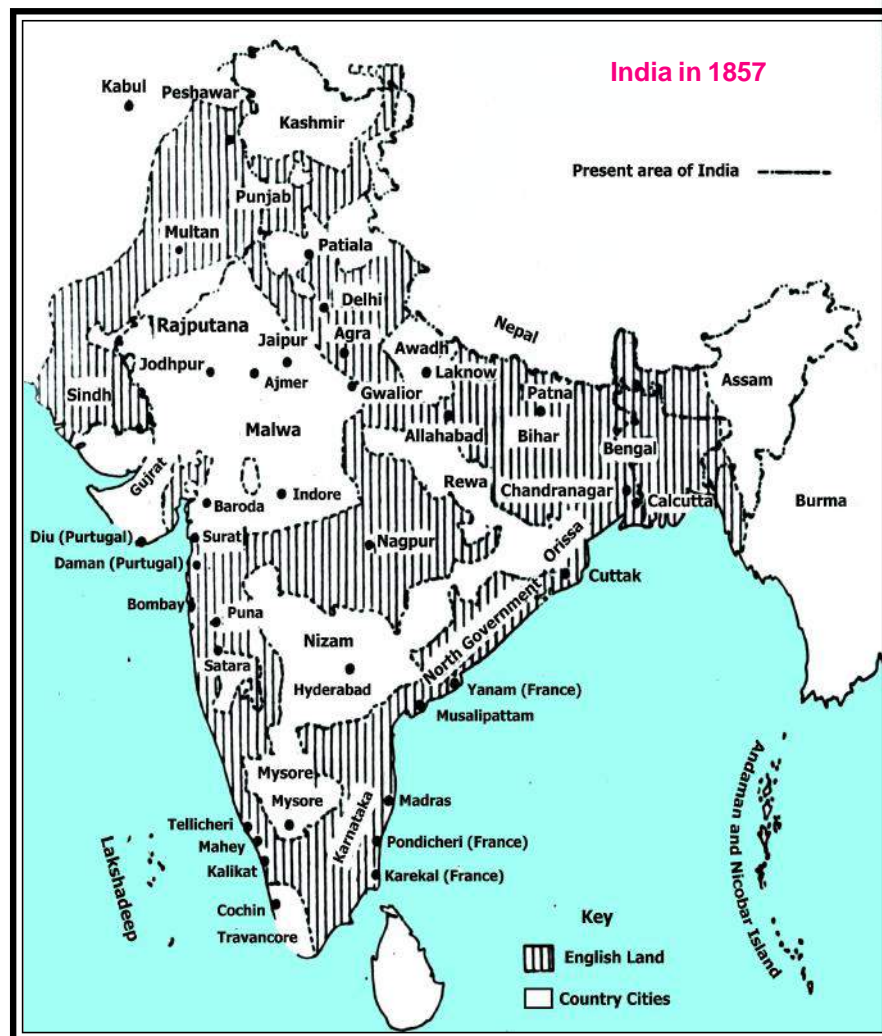 India in 1857
Kabul
Peshawar
Kashmir
Present area of India
Punjab
Multan
Patiala
Delhi
Nepal
Rajputana
Jaipur
Agra
Awadh
Jodhpur
Ajmer
Laknow
Assam
Sindh
Gwalior
Patna
Malwa
Allahabad
Bihar
Bengal
Gujrat
Rewa
Baroda
Indore
Chandranagar
Calcutta
Burma
Diu (Purtugal)
Surat
Nagpur
Orissa
Daman (Purtugal)
Cuttak
Bombay
Puna
Nizam
North Government
Satara
Hyderabad
Yanam (France)
Musalipattam
Mysore
Mysore
Madras
Andaman and Nicobar Island
Tellicheri
Karnataka
Mahey
Pondicheri (France)
Lakshadeep
Kalikat
Karekal (France)
Cochin
Travancore
Key
English Land
Country Cities